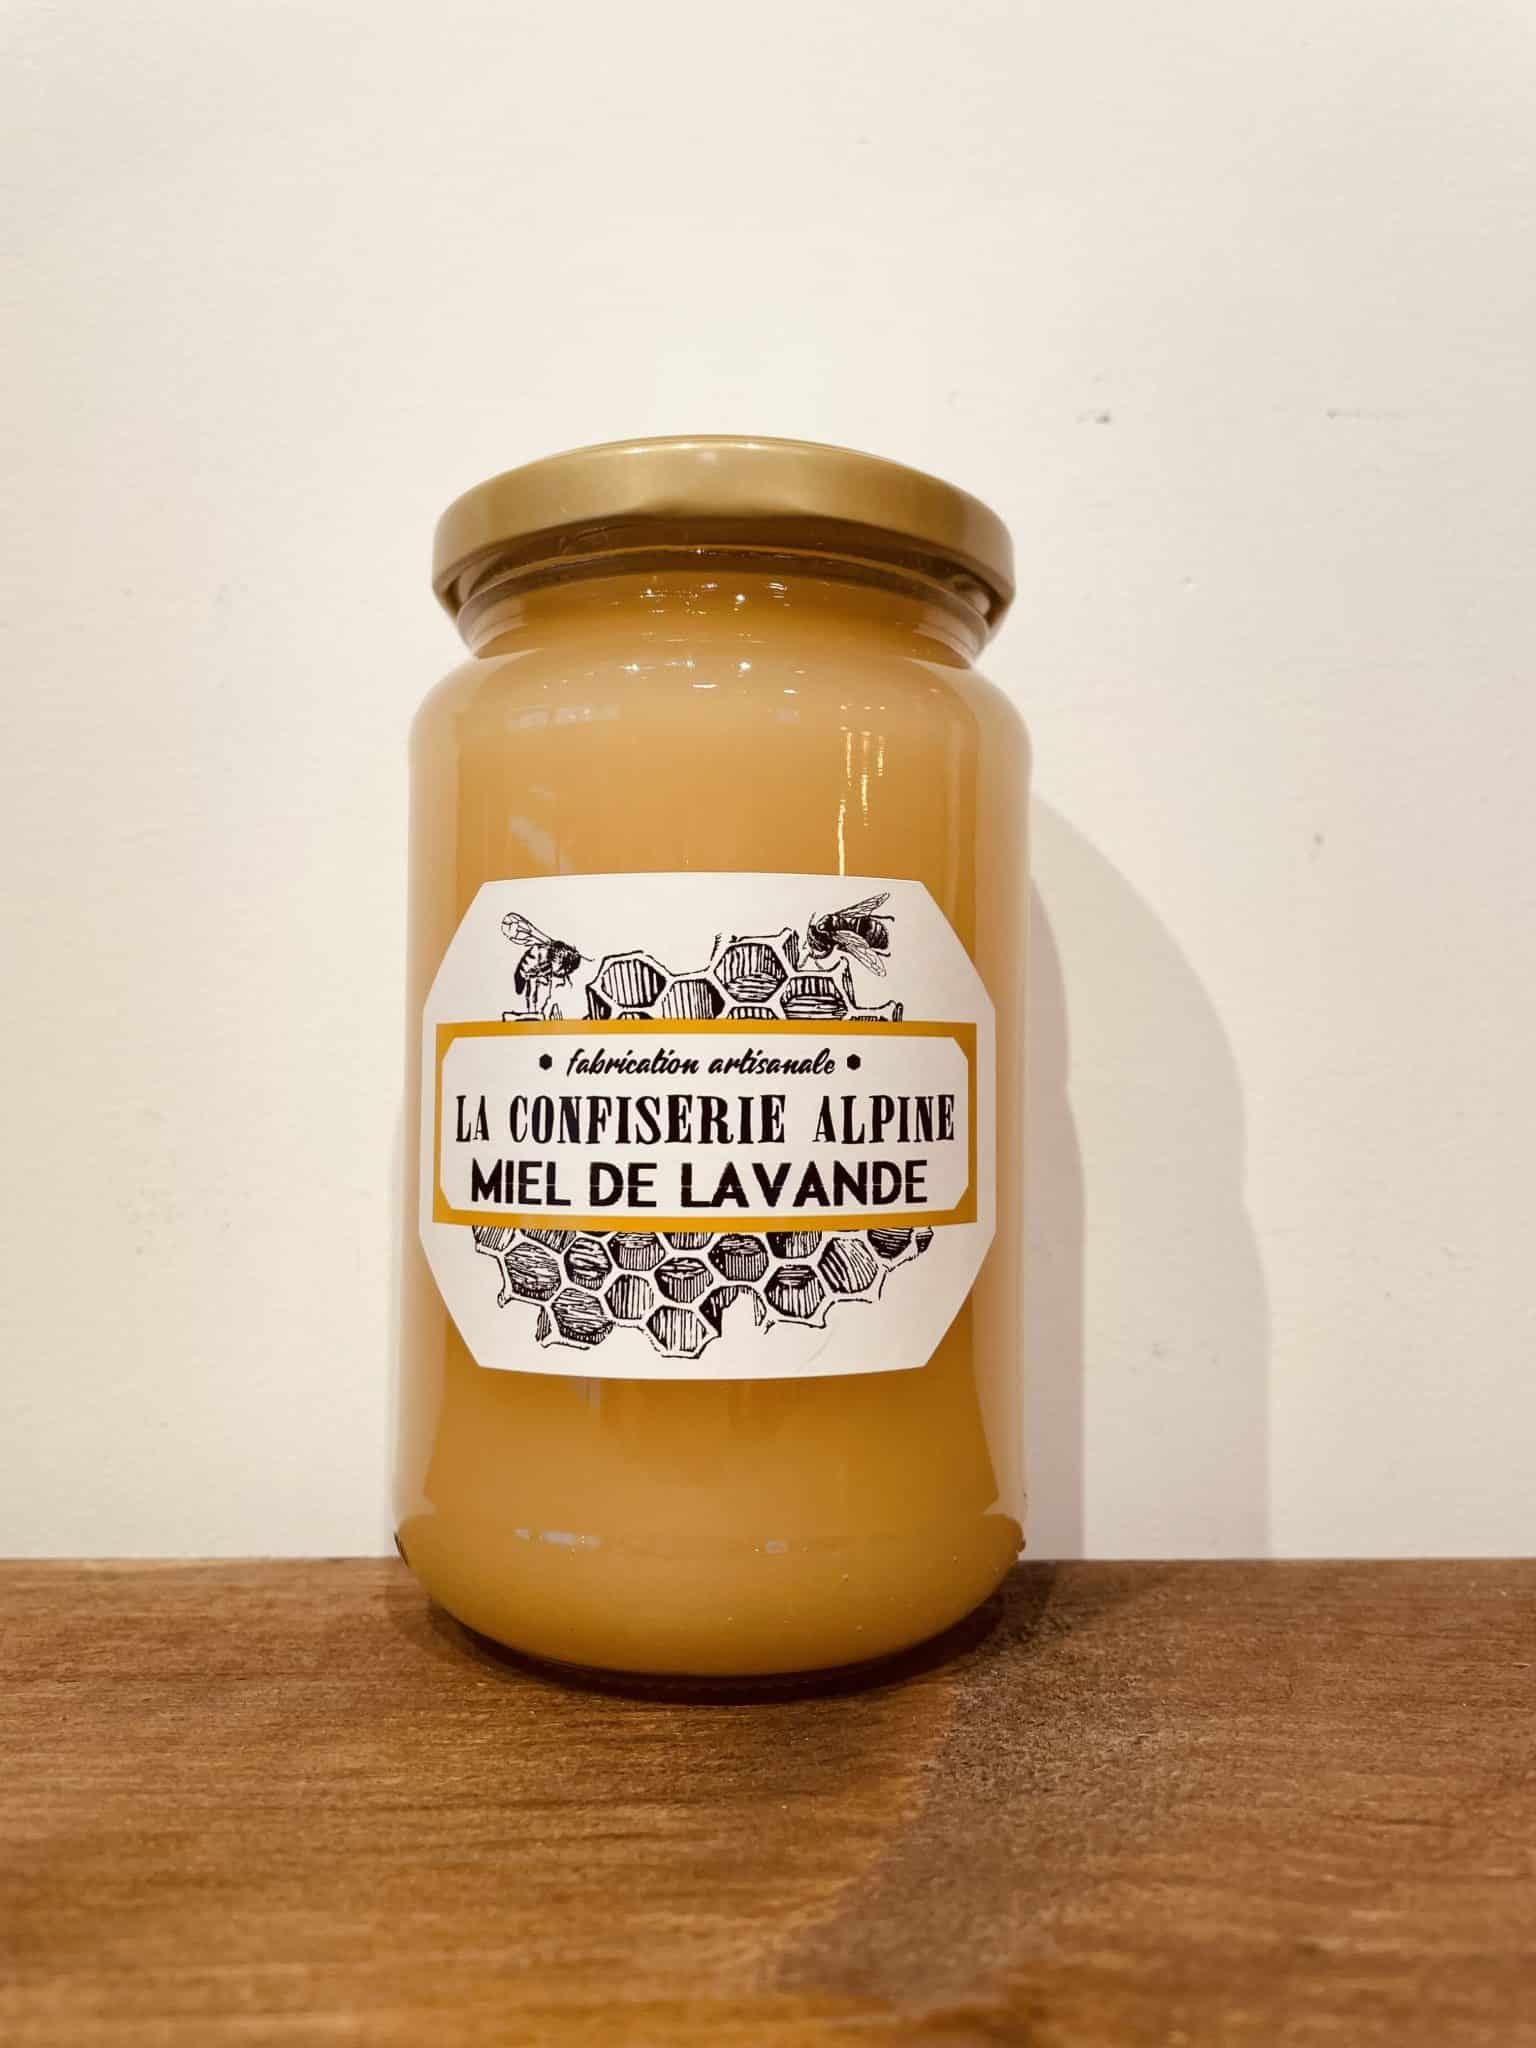 fabrication artisanale
LA CONFISERIE ALPINE
MIEL DE LAVANDE